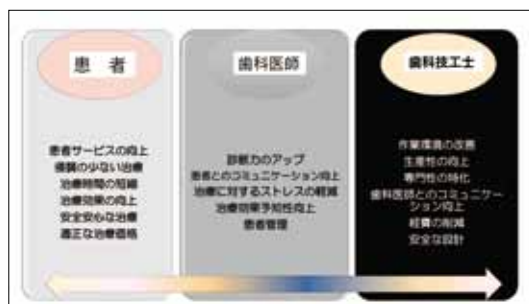 患者
患者サービスの向上
侵襲の少ない治療
治療時間の短縮
治療効果の向上
安全安心な治療
適正な治療価格
歯科医師
診断力のアップ
患者とのコミュニケーション向上
治療に対するストレスの軽減
治療効果予知性向上
患者管理
歯科技工士
作業環境の改善
生産性の向上
専門性の特化
歯科医師とのコミュニケー
ション向上
経費の削減
安全な設計